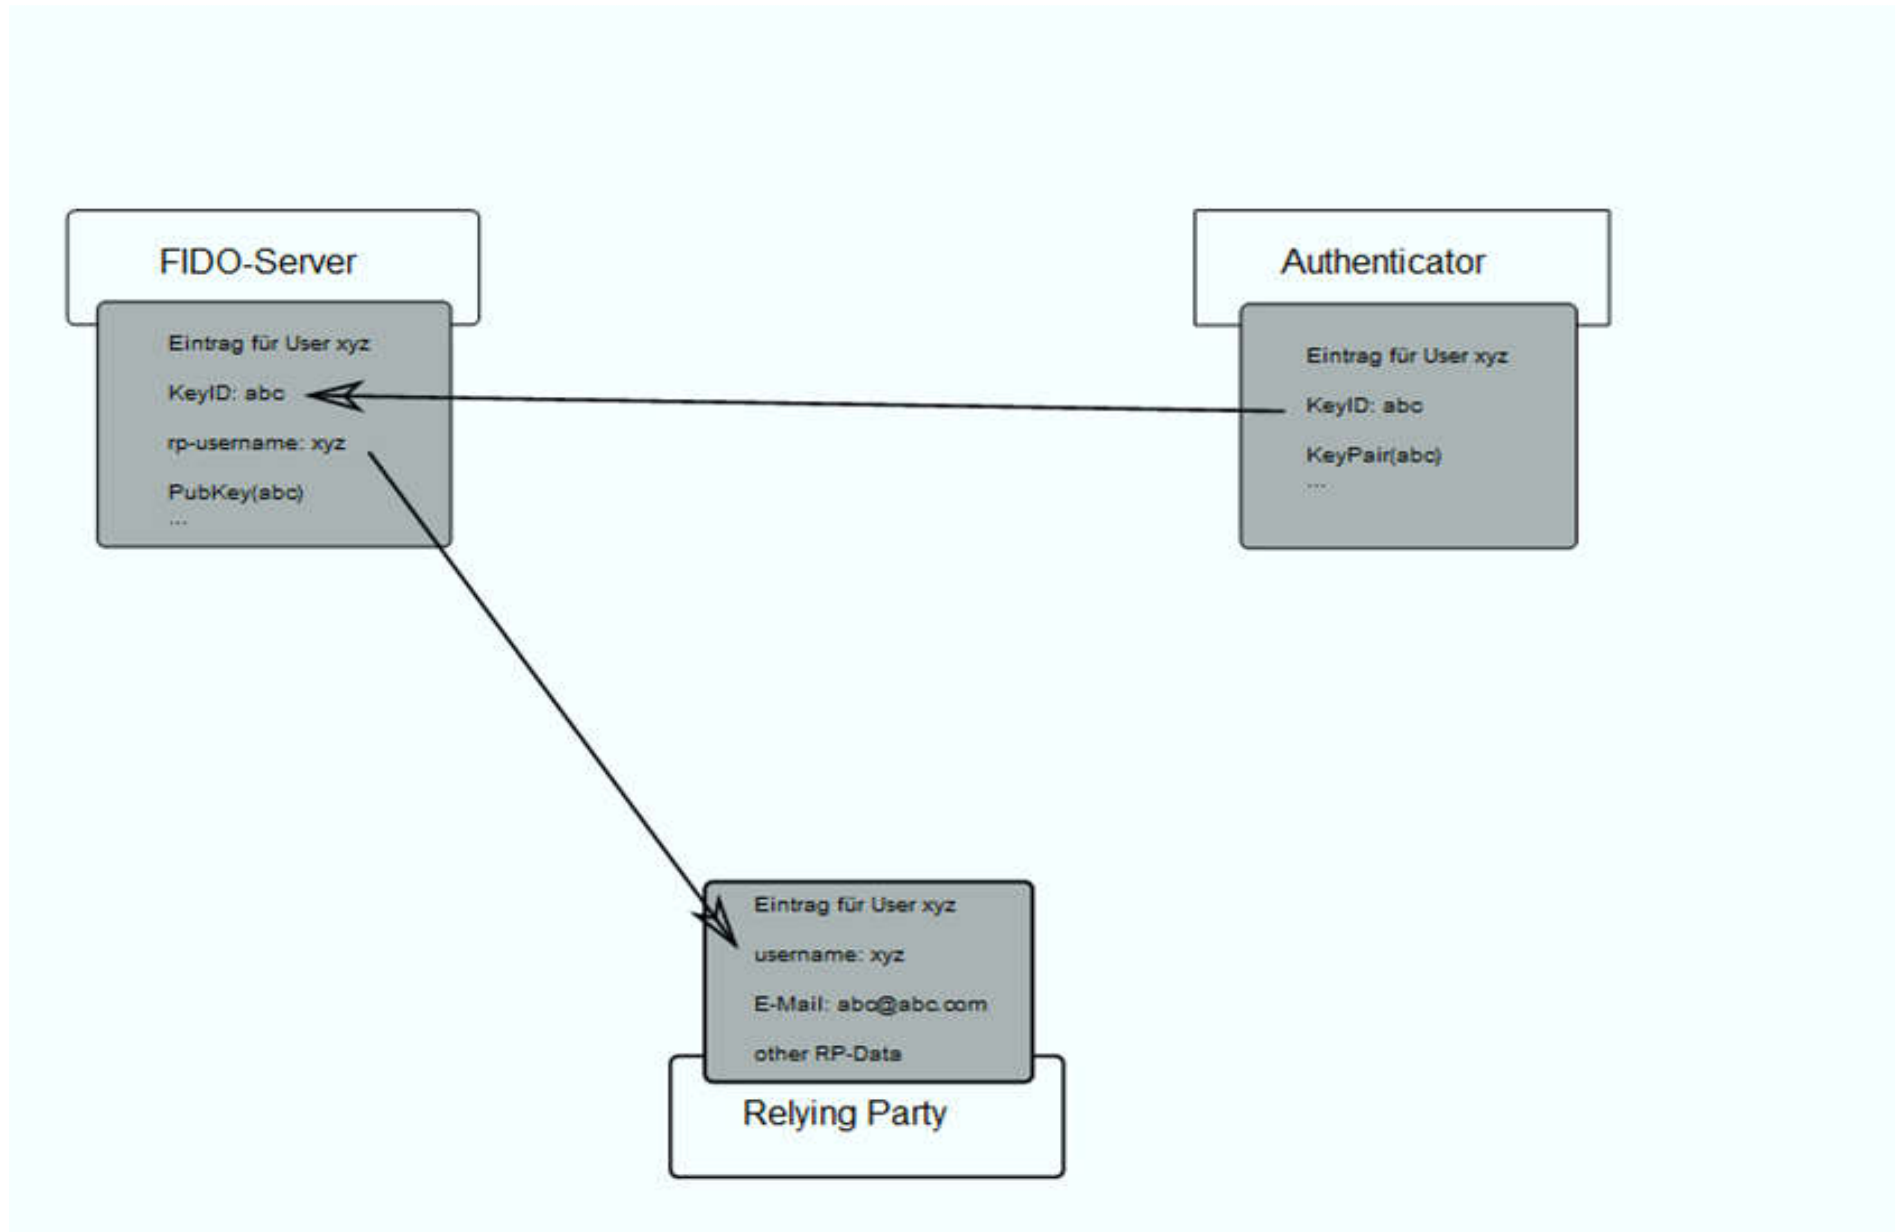 FIDO-Server
Eintrag für User xyz
KeyID: abc
rp-username: xyz
PubKey(abc)
...
Authenticator
Eintrag für User xyz
KeyID: abc
KeyPair(abc)
...
Eintrag für User xyz
username: xyz
E-Mail: abc@abc.com
other RP-Data
Relying Party